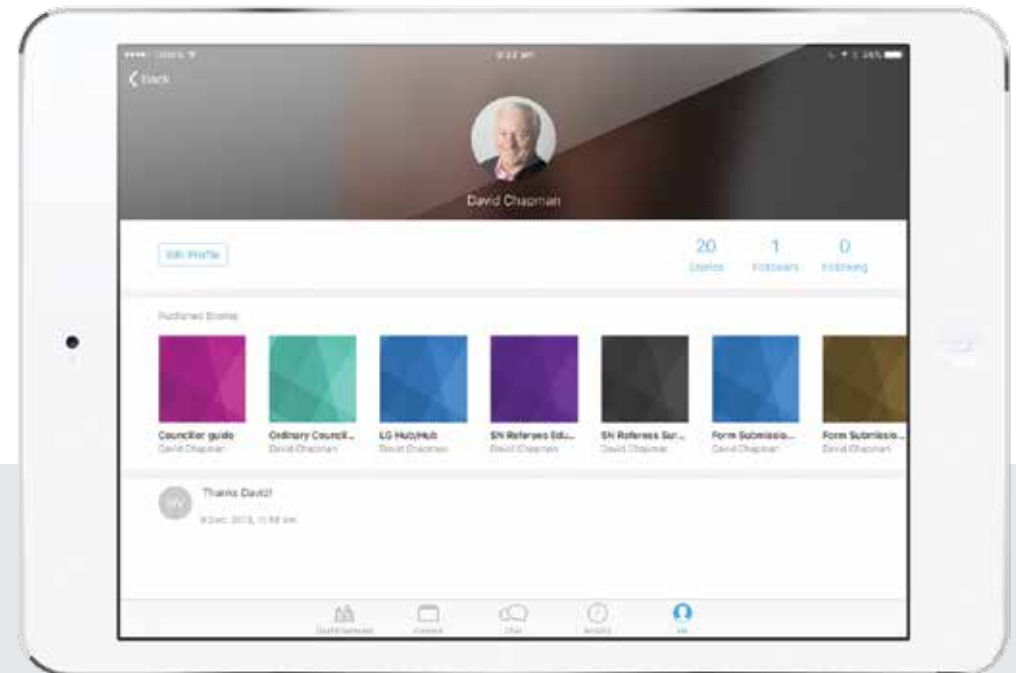 Back
David Chapman
Edit Profile
20 1 0
Stories Followers Following
Published Stories
Councillor guide
David Chapman
Ordinary Council...
David Chapman
LG Hub/Hub
David Chapman
SN Referees Edu...
David Chapman
SN Referees Sur...
David Chapman
Form Submissio...
David Chapman
Form Submissio...
David Chapman
Thanks David!
Chat
Activity
Me